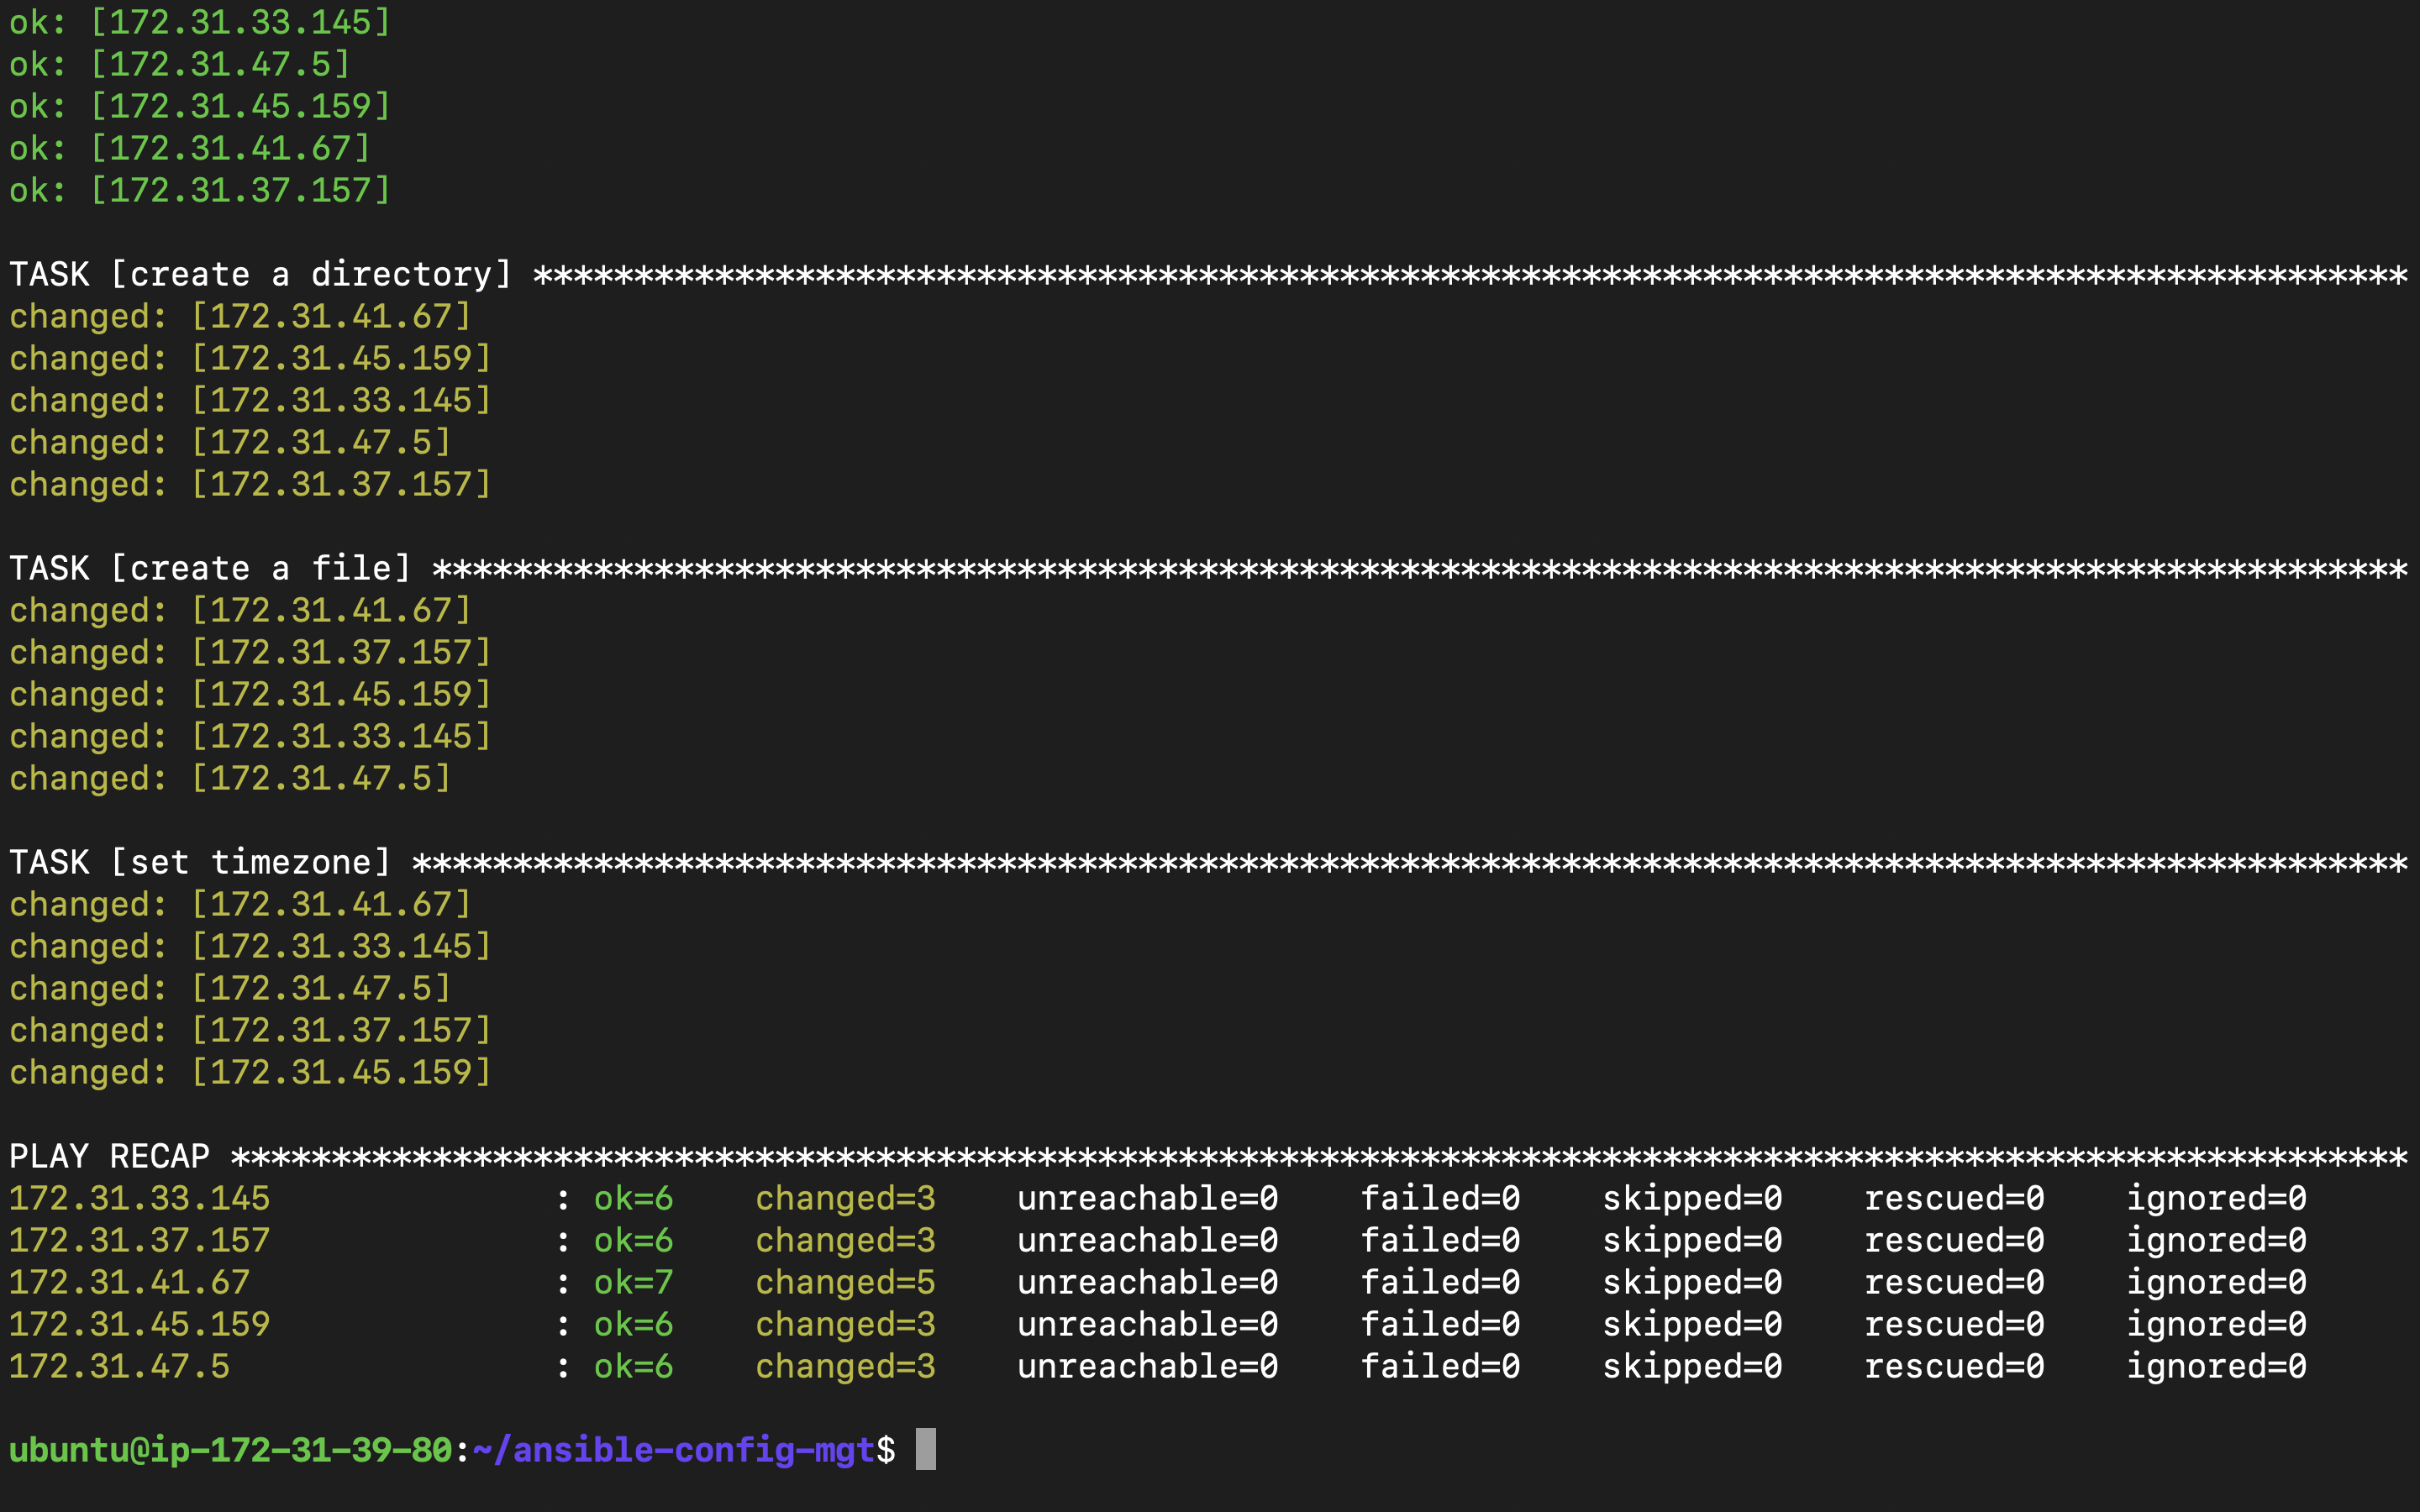 ok: [172.31.33.145]
ok: [172.31.47.5]
ok: [172.31.45.159]
ok: [172.31.41.67]
ok: [172.31.37.157]
TASK [create a directory] *********************************************************************************************
changed: [172.31.41.67]
changed: [172.31.45.159]
changed: [172.31.33.145]
changed: [172.31.47.5]
changed: [172.31.37.157]
TASK [create a file] **************************************************************************************************
changed: [172.31.41.67]
changed: [172.31.37.157]
changed: [172.31.45.159]
changed: [172.31.33.145]
changed: [172.31.47.5]
TASK [set timezone] ***************************************************************************************************
changed: [172.31.41.67]
changed: [172.31.33.145]
changed: [172.31.47.5]
changed: [172.31.37.157]
changed: [172.31.45.159]
PLAY RECAP ************************************************************************************************************
172.31.33.145              : ok=6    changed=3    unreachable=0    failed=0    skipped=0    rescued=0    ignored=0
172.31.37.157              : ok=6    changed=3    unreachable=0    failed=0    skipped=0    rescued=0    ignored=0
172.31.41.67               : ok=7    changed=5    unreachable=0    failed=0    skipped=0    rescued=0    ignored=0
172.31.45.159              : ok=6    changed=3    unreachable=0    failed=0    skipped=0    rescued=0    ignored=0
172.31.47.5                : ok=6    changed=3    unreachable=0    failed=0    skipped=0    rescued=0    ignored=0
ubuntu@ip-172-31-39-80:~/ansible-config-mgt$